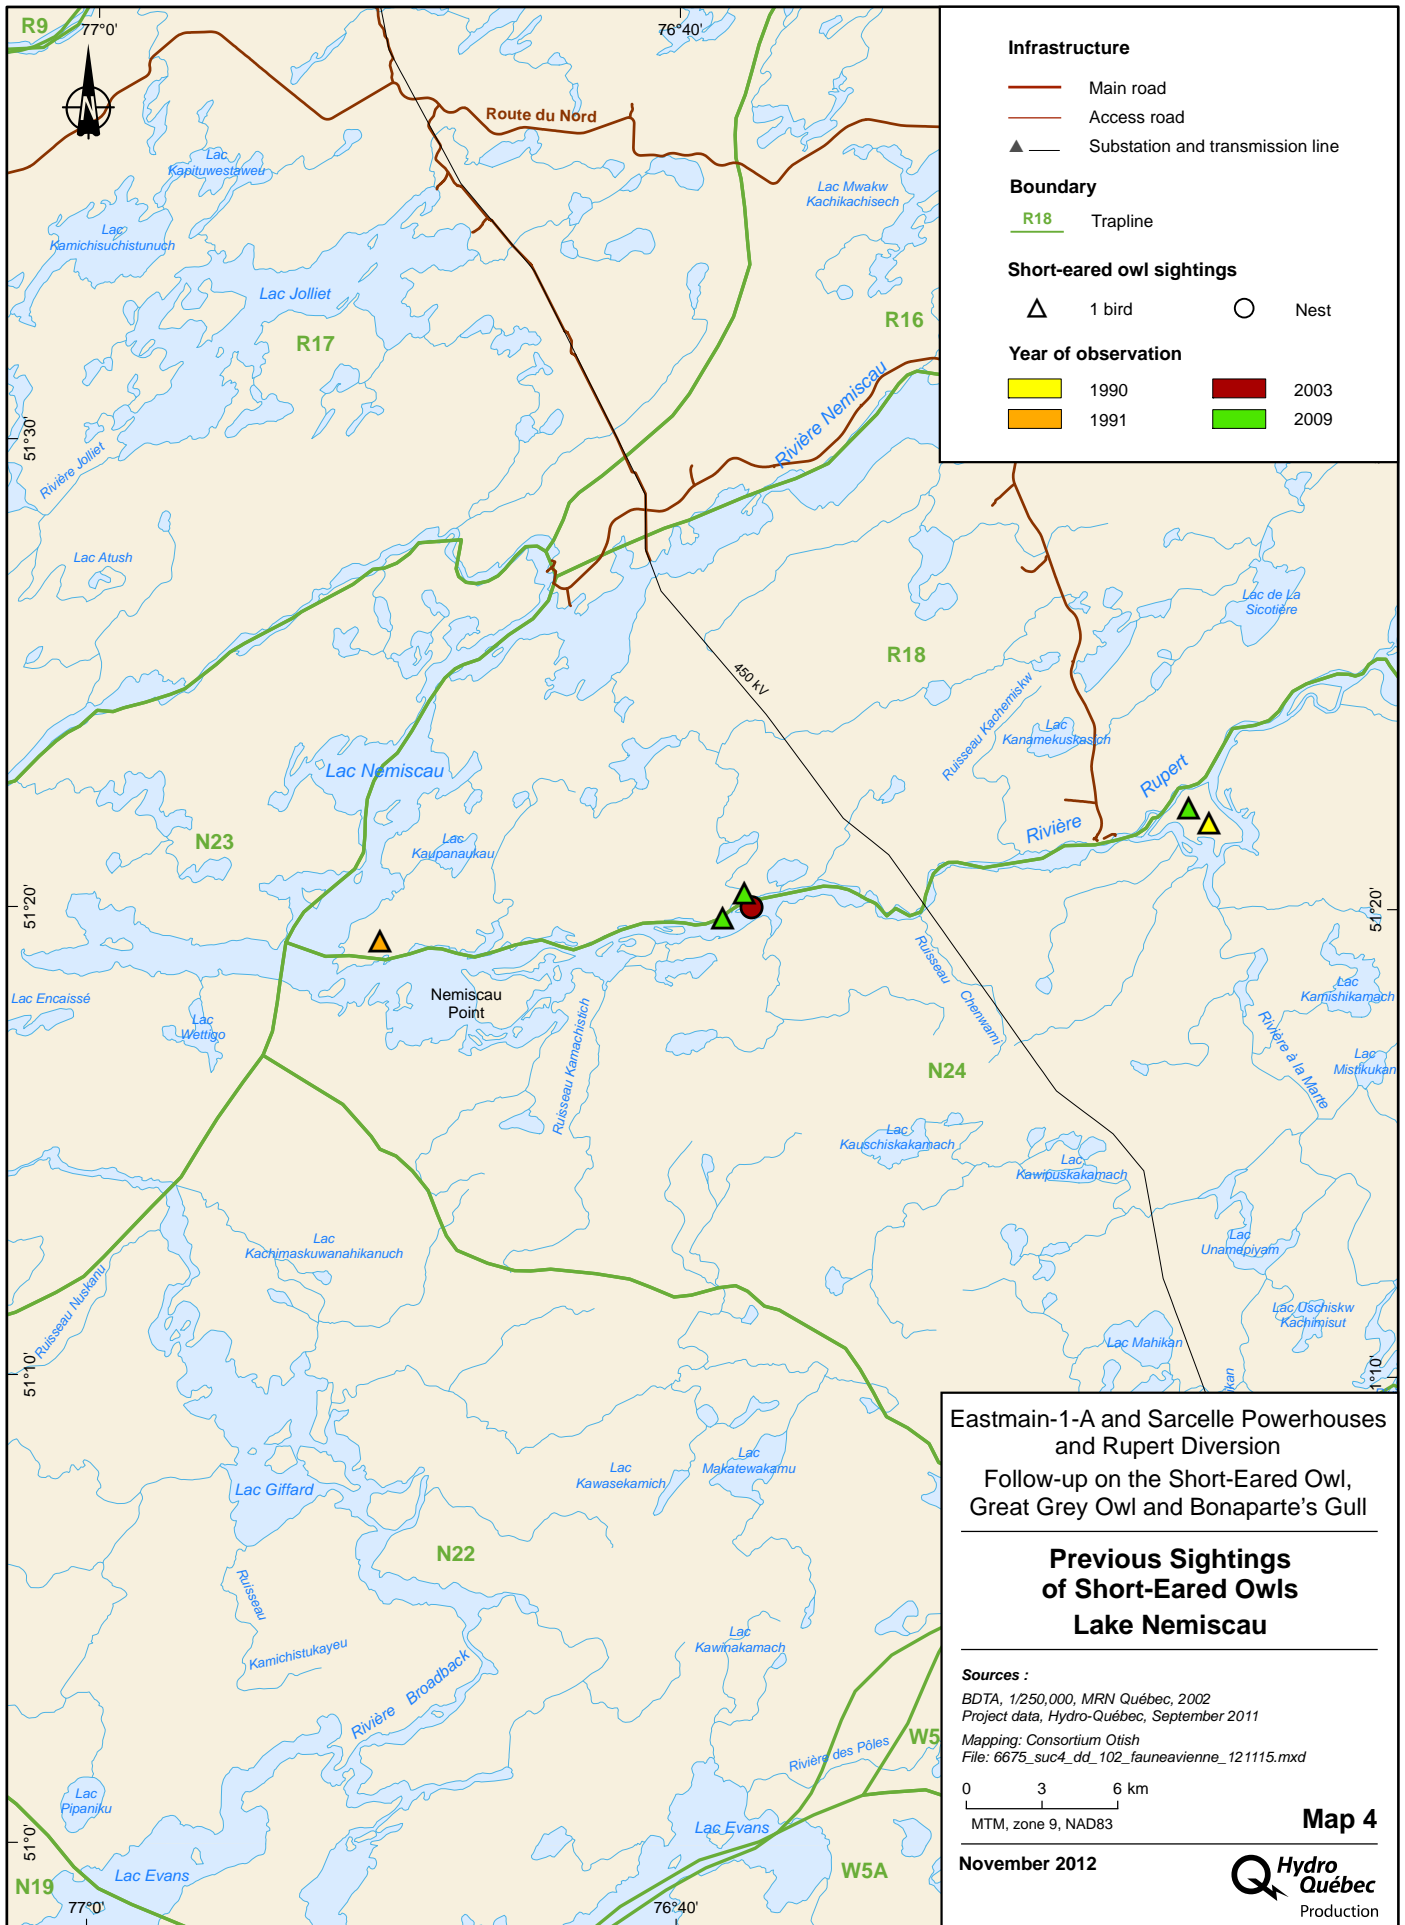 R9
77°0'
76°40'
N
Route du Nord
Lac
Kapituwestaweu
Lac
Kamichisuchistunuch
Lac Jolliet
R17
Lac Mwakw
Kachikachisech
R16
Rivière Nemiscau
51°30'
Rivière Jolliet
Lac Atush
Infrastructure
Main road
Access road
Substation and transmission line
Boundary
R18
Trapline
Short-eared owl sightings
1 bird
Nest
Year of observation
1990
2003
1991
2009
Lac de La
Sicotière
R18
450 kV
Ruisseau Kachemiskw
Lac
Kanamekuskasich
Lac Nemiscau
Rivière
Rupert
N23
Lac
Kaupanaukau
51°20'
51°20'
Nemiscau
Point
Lac Encaissé
Lac
Wettigo
Ruisseau
Chenwami
Ruisseau Kamachistich
Lac
Kamishikamach
Rivière à la Marte
Lac
Mistikukan
N24
Lac
Kauschiskakamach
Lac
Kawipuskakamach
Lac
Kachimaskuwanahikanuch
Lac
Unamepiyam
Ruisseau Nuskanu
Lac Uschiskw
Kachimisut
Lac Mahikan
51°10'
1°10'
kan
Lac
Makatewakamu
Lac
Kawasekamich
Lac Giffard
N22
Ruisseau
Kamichistukayeu
Lac
Kawinakamach
Rivière Broadback
W5
Rivière des Pôles
Lac
Pipaniku
Lac Evans
51°0'
Lac Evans
N19
W5A
77°0'
76°40'
Eastmain-1-A and Sarcelle Powerhouses
and Rupert Diversion
Follow-up on the Short-Eared Owl,
Great Grey Owl and Bonaparte's Gull
Previous Sightings
of Short-Eared Owls
Lake Nemiscau
Sources :
BDTA, 1/250,000, MRN Québec, 2002
Project data, Hydro-Québec, September 2011
Mapping: Consortium Otish
File: 6675_suc4_dd_102_fauneavienne_121115.mxd
0 3 6 km
MTM, zone 9, NAD83
Map 4
November 2012
Hydro
Québec
Production